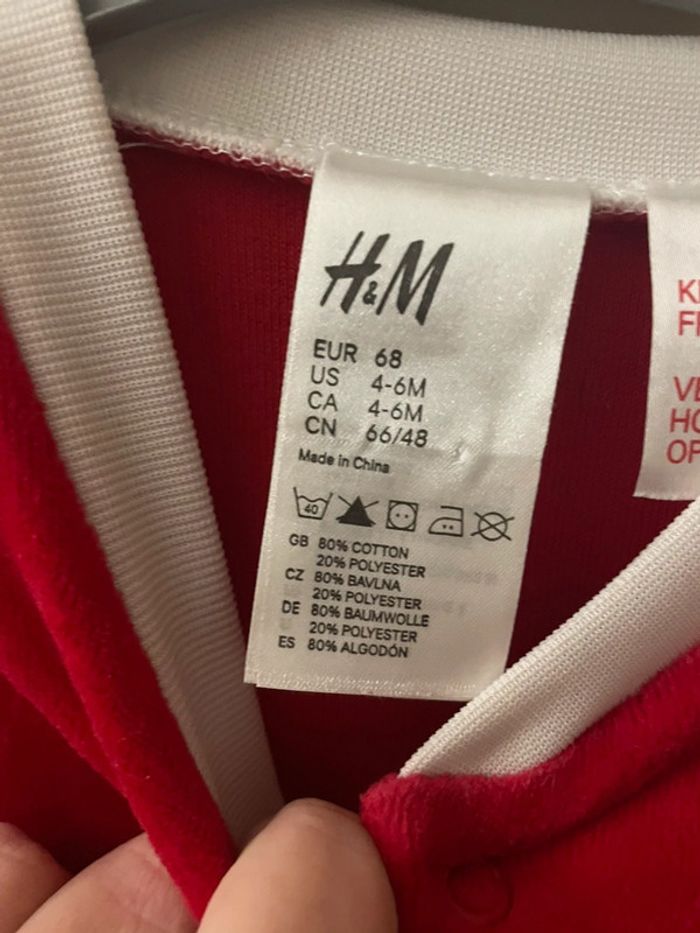 H&M
EUR 68
US 4-6M
CA 4-6M
CN 66/48
Made in China
40
GB 80% COTTON
20% POLYESTER
CZ 80% BAVLNA
20% POLYESTER
DE 80% BAUMWOLLE
20% POLYESTER
ES 80% ALGODÓN